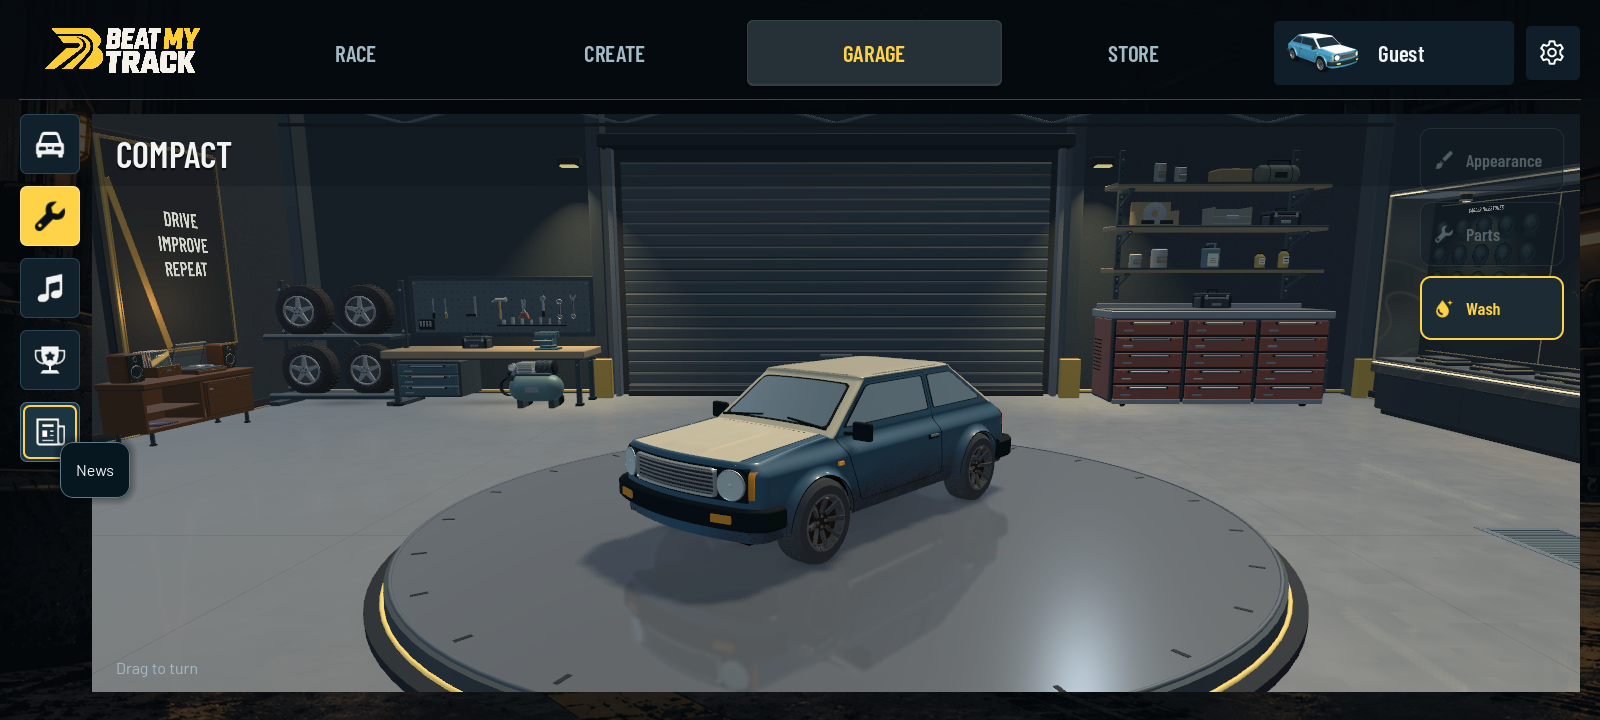 BEAT MY
TRACK
RACE
CREATE
GARAGE
STORE
Guest
COMPACT
DRIVE
IMPROVE
REPEAT
Appearance
Parts
Wash
News
Drag to turn